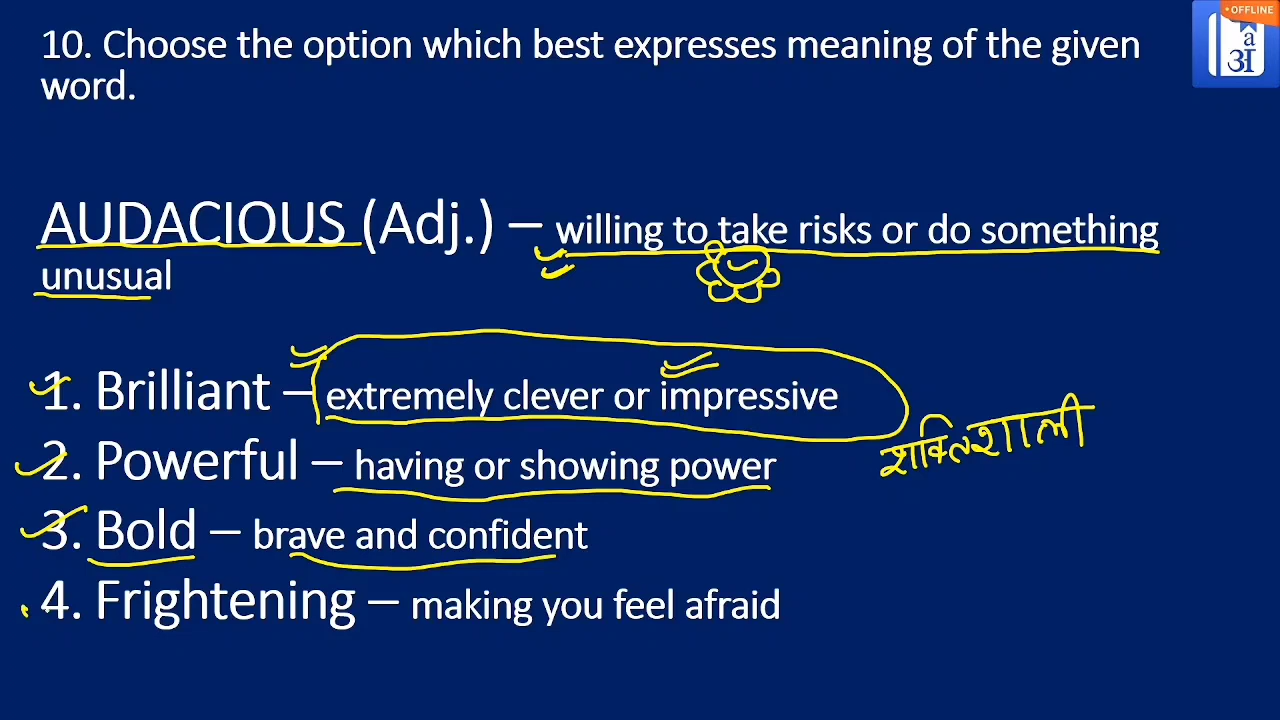 OFFLINE
a
अ
10. Choose the option which best expresses meaning of the given
word.
AUDACIOUS (Adj.) – willing to take risks or do something
unusual
1. Brilliant – extremely clever or impressive
2. Powerful – having or showing power
शक्तिशाली
3. Bold – brave and confident
4. Frightening – making you feel afraid